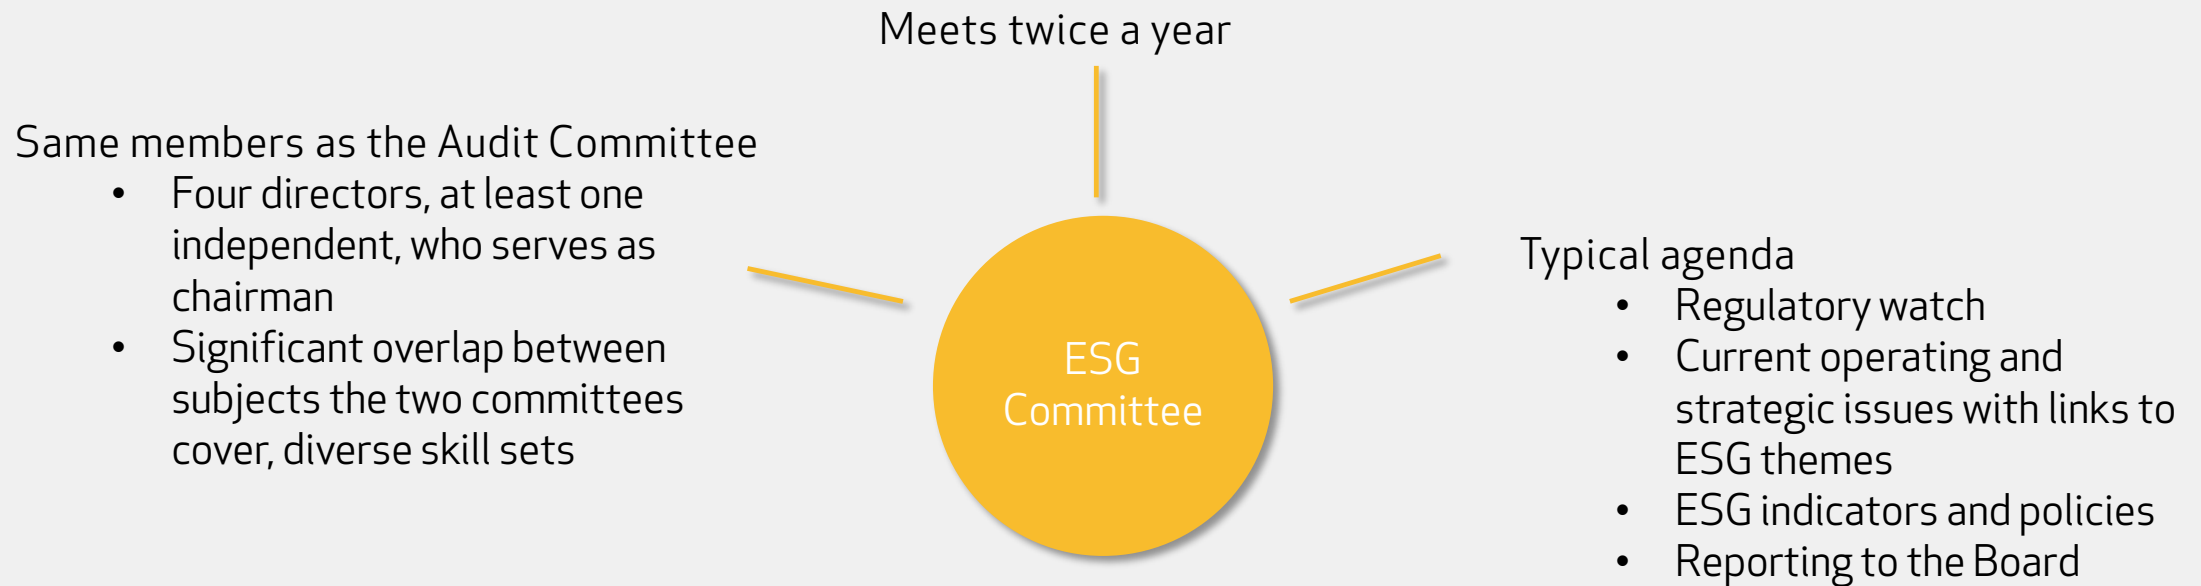 Meets twice a year
Same members as the Audit Committee
• Four directors, at least one
independent, who serves as
chairman
• Significant overlap between
subjects the two committees
cover, diverse skill sets
ESG
Committee
Typical agenda
• Regulatory watch
• Current operating and
strategic issues with links to
ESG themes
• ESG indicators and policies
• Reporting to the Board